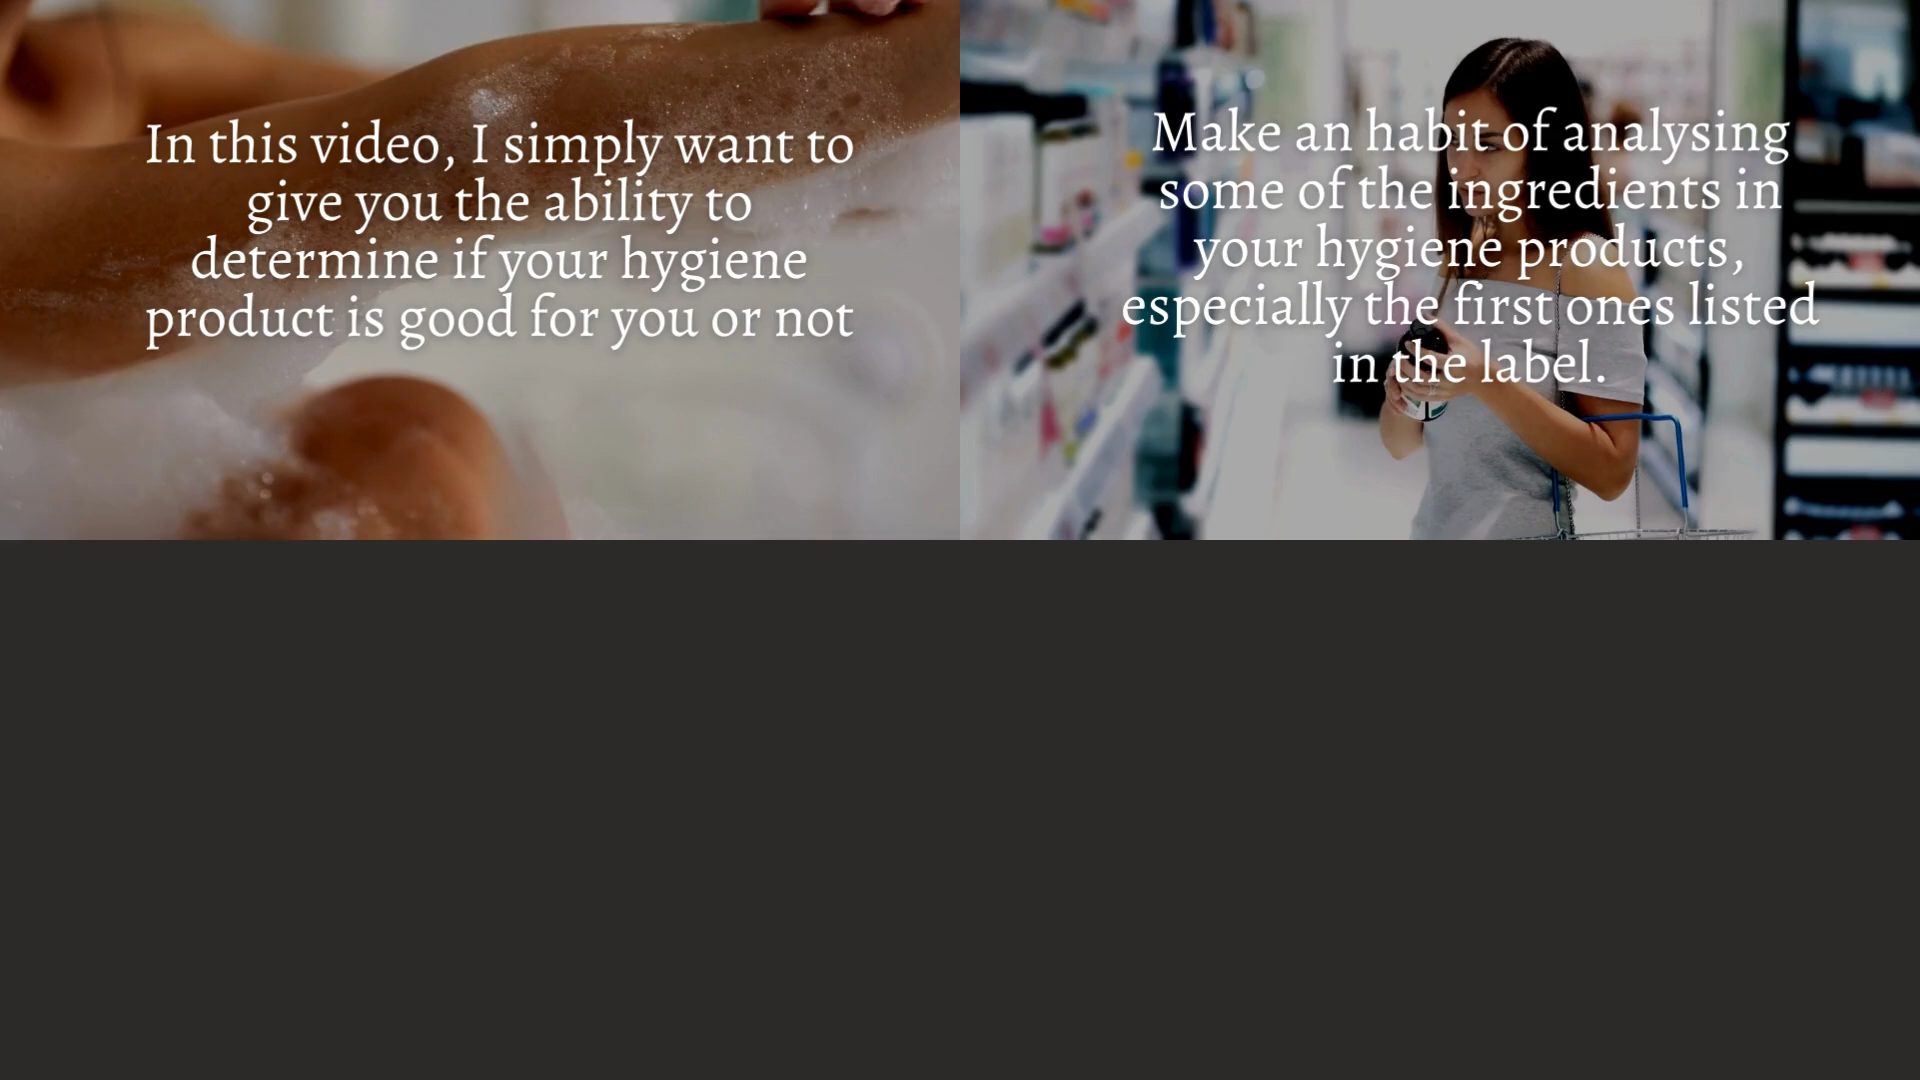 In this video, I simply want to
give you the ability to
determine if your hygiene
product is good for you or not
Make an habit of analysing
some of the ingredients in
your hygiene products,
especially the first ones listed
in the label.